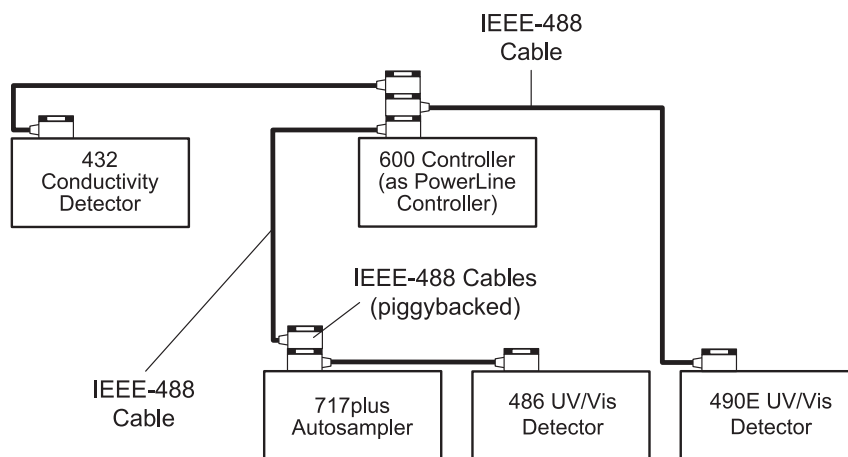 IEEE-488
Cable
432
Conductivity
Detector
600 Controller
(as PowerLine
Controller)
IEEE-488 Cables
(piggybacked)
IEEE-488
Cable
717plus
Autosampler
486 UV/Vis
Detector
490E UV/Vis
Detector